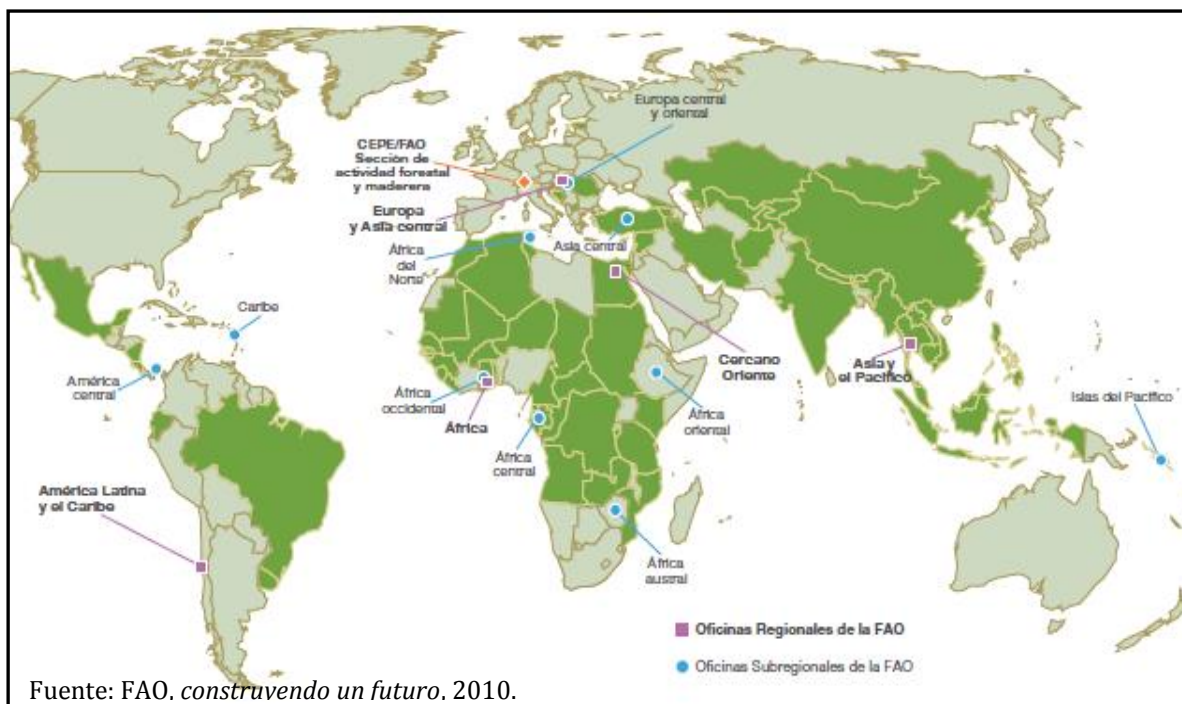 Europa central
y oriental
CEPE/FAO
Sección de
actividad forestal
y maderera
Europa
y Asia central
África
del
Norte
Asia central
Caribe
América
central
África
occidental
África
África
central
Cercano
Oriente
África
oriental
Asia y
el Pacífico
Islas del Pacífico
América Latina
y el Caribe
África
austral
Oficinas Regionales de la FAO
Oficinas Subregionales de la FAO
Fuente: FAO, construyendo un futuro, 2010.